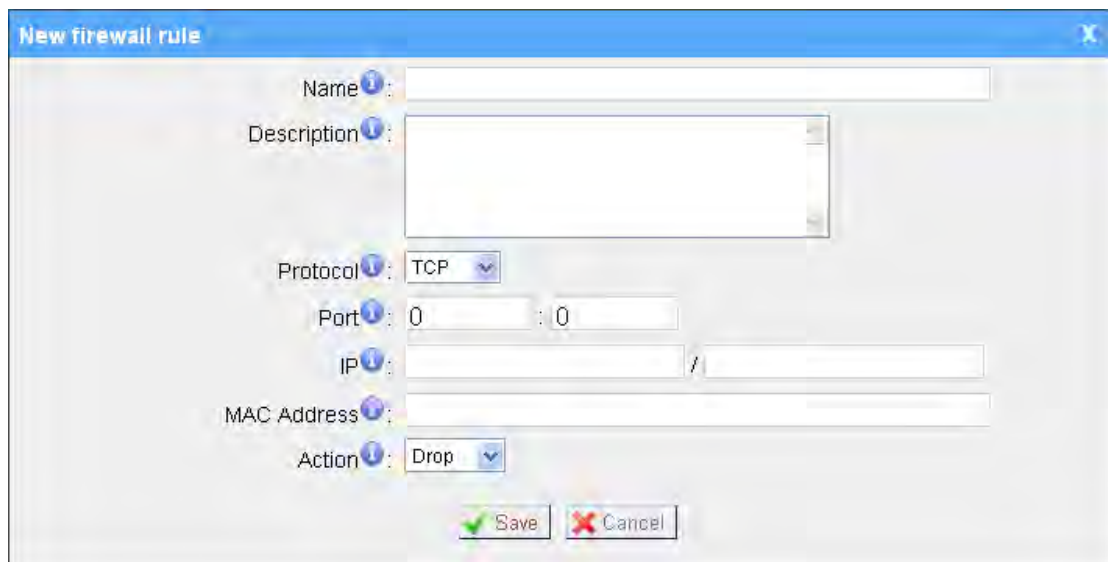 New firewall rule X
Name i :
Description i :
Protocol i : TCP
Port i : 0 : 0
IP i : /
MAC Address i :
Action i : Drop
Save Cancel